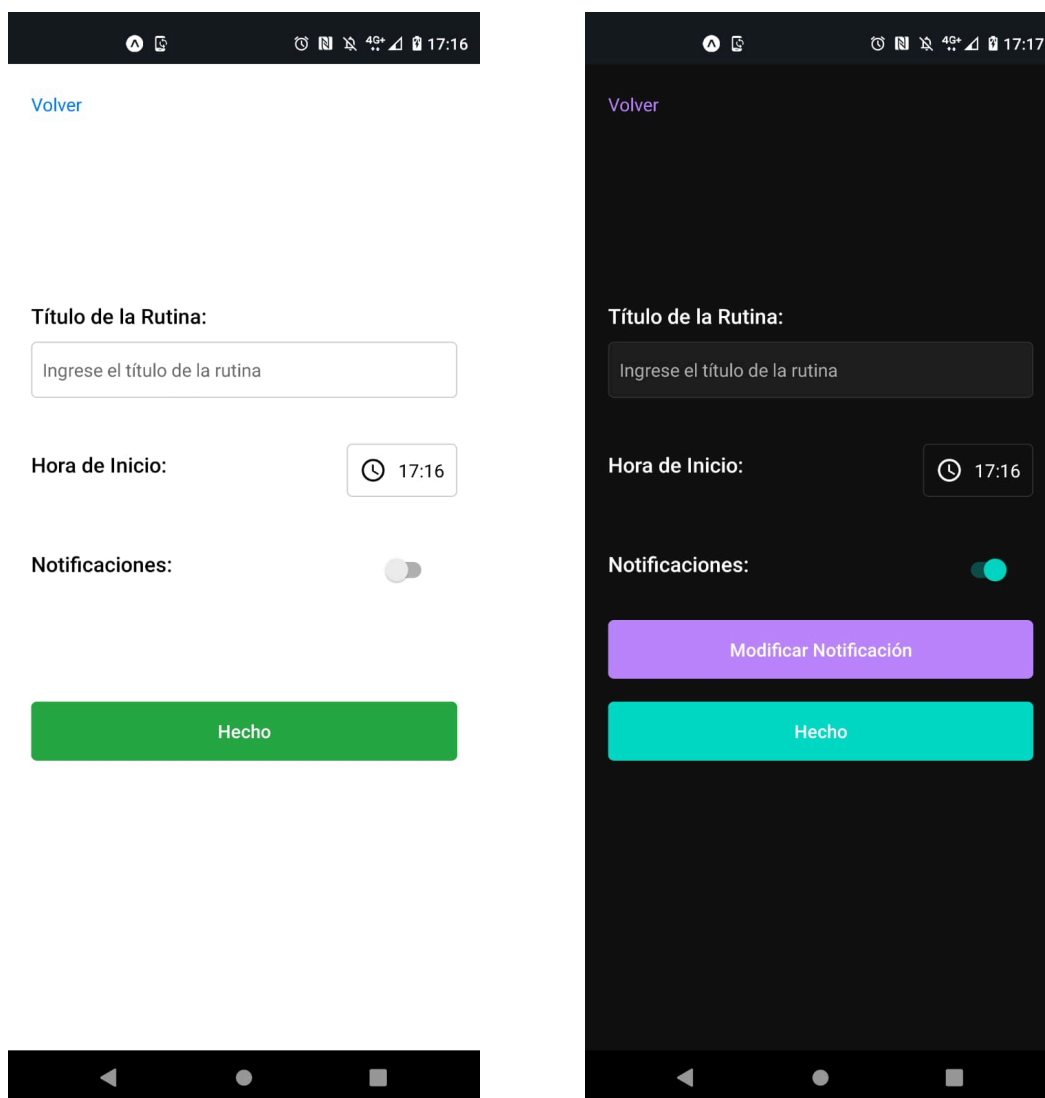 4G+ 17:16
Volver
Título de la Rutina:
Ingrese el título de la rutina
Hora de Inicio:
17:16
Notificaciones:
Hecho
4G+ 17:17
Volver
Título de la Rutina:
Ingrese el título de la rutina
Hora de Inicio:
17:16
Notificaciones:
Modificar Notificación
Hecho